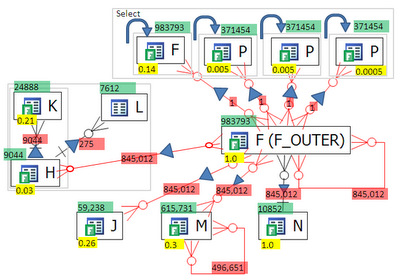 Select
983793
371454
371454
371454
F
P
P
P
0.14
0.005
0.005
0.0005
1
1
1
1
24888
7612
K
L
0.21
9044
275
983793
F (F_OUTER)
9044
H
0.03
845,012
1.0
845,012
845,012
845,012
845,012
59,238
615,731
10852
J
M
N
0.26
0.3
1.0
496,651